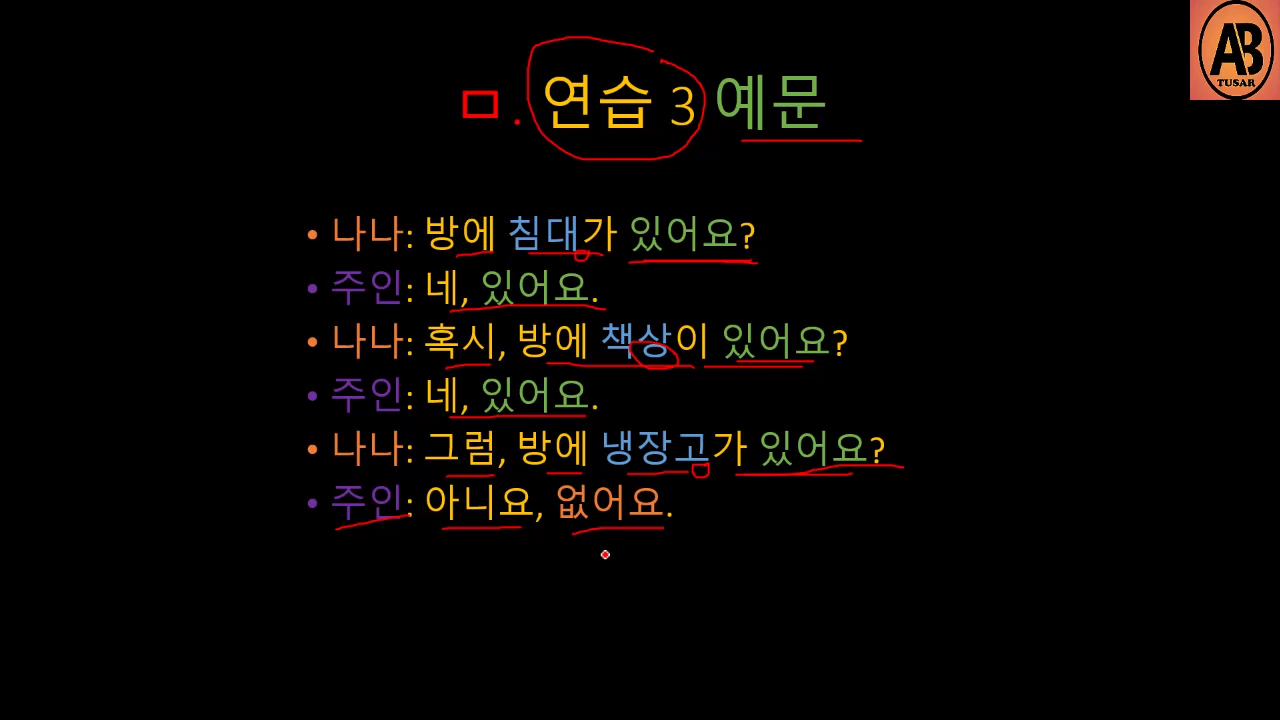 AB
TUSAR
ㅁ. 연습 3 예문
• 나나: 방에 침대가 있어요?
• 주인: 네, 있어요.
• 나나: 혹시, 방에 책상이 있어요?
• 주인: 네, 있어요.
• 나나: 그럼, 방에 냉장고가 있어요?
• 주인: 아니요, 없어요.